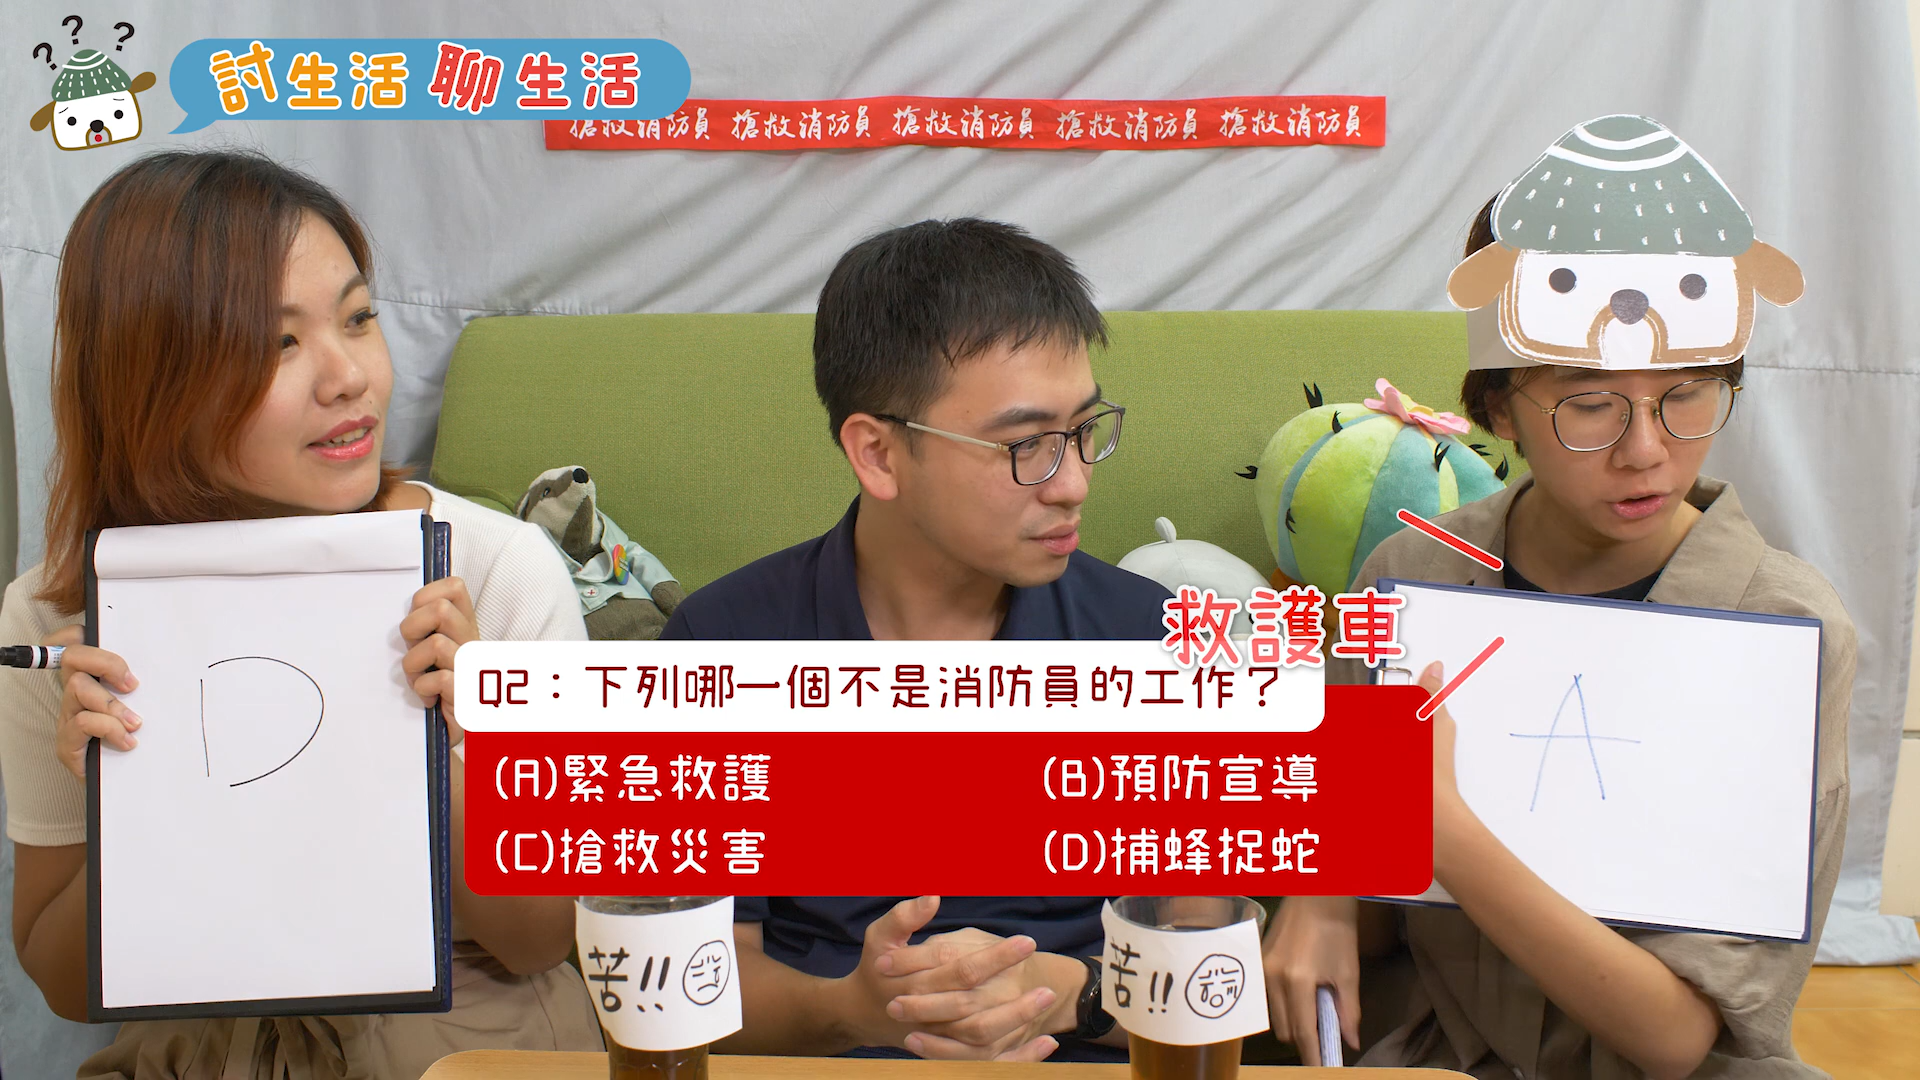 ???
討生活 聊生活
搶救消防員 搶救消防員 搶救消防員 搶救消防員 搶救消防員
救護車
Q2：下列哪一個不是消防員的工作？
(A)緊急救護
(B)預防宣導
(C)搶救災害
(D)捕蜂捉蛇
D
A
苦!!
苦!!